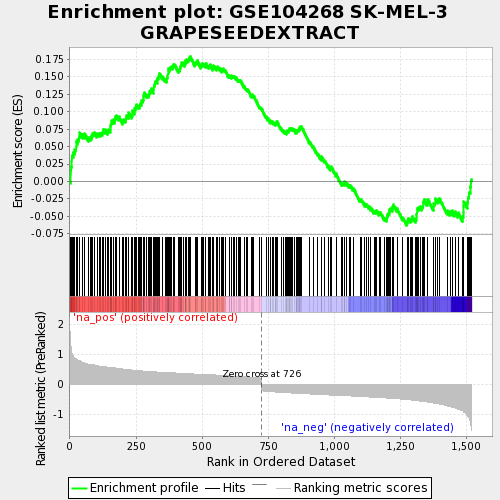 Enrichment plot: GSE104268 SK-MEL-3
GRAPESEEDEXTRACT
Enrichment score (ES)
0.175
0.150
0.125
0.100
0.075
0.050
0.025
0.000
-0.025
-0.050
-0.075
'na_pos' (positively correlated)
Ranked list metric (PreRanked)
2
1
0
-1
Zero cross at 726
'na_neg' (negatively correlated)
0
250
500
750
1,000
1,250
1,500
Rank in Ordered Dataset
Enrichment profile
Hits
Ranking metric scores